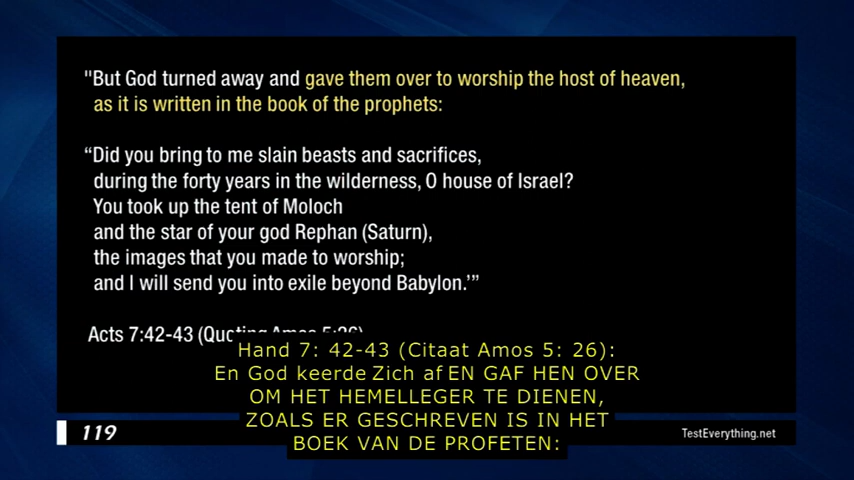 "But God turned away and gave them over to worship the host of heaven,
as it is written in the book of the prophets:
“Did you bring to me slain beasts and sacrifices,
during the forty years in the wilderness, O house of Israel?
You took up the tent of Moloch
and the star of your god Rephan (Saturn),
the images that you made to worship;
and I will send you into exile beyond Babylon.’”
Acts 7:42-43 (Quoting Amos 5:26)
Hand 7: 42-43 (Citaat Amos 5: 26):
En God keerde Zich af EN GAF HEN OVER
OM HET HEMELLEGER TE DIENEN,
ZOALS ER GESCHREVEN IS IN HET
BOEK VAN DE PROFETEN:
119
TestEverything.net